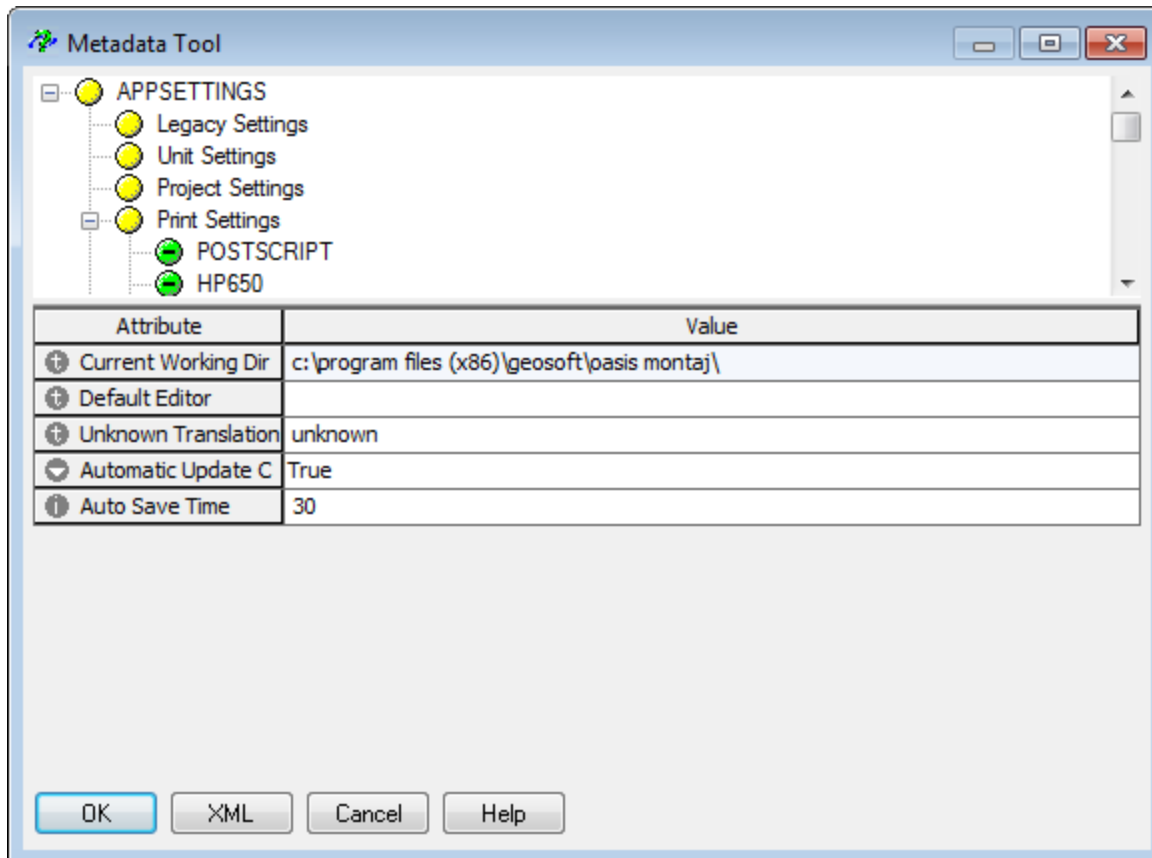 Metadata Tool
APPSETTINGS
Legacy Settings
Unit Settings
Project Settings
Print Settings
POSTSCRIPT
HP650
Attribute Value
Current Working Dir c:\program files (x86)\geosoft\oasis montaj\
Default Editor
Unknown Translation unknown
Automatic Update C True
Auto Save Time 30
OK XML Cancel Help